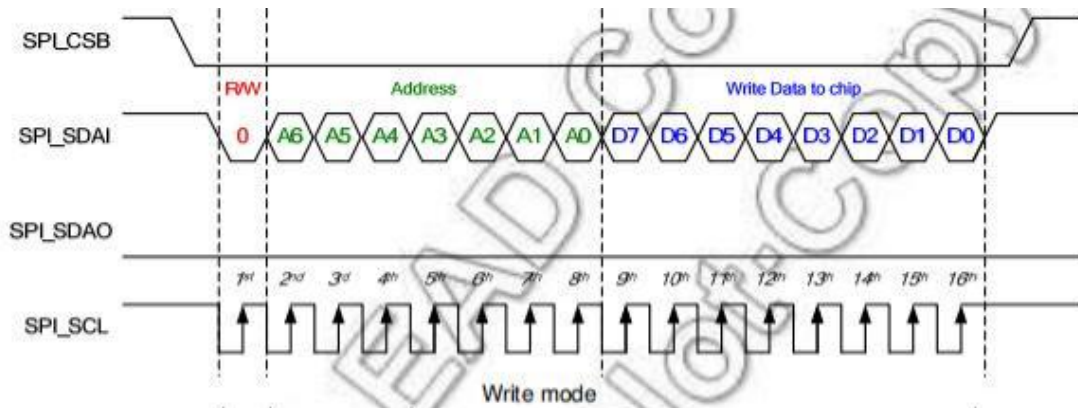 SPI_CSB
R/W Address Write Data to chip
SPI_SDAI 0 A6 A5 A4 A3 A2 A1 A0 D7 D6 D5 D4 D3 D2 D1 D0
SPI_SDAO
1st 2nd 3rd 4th 5th 6th 7th 8th 9th 10th 11th 12th 13th 14th 15th 16th
SPI_SCL
Write mode